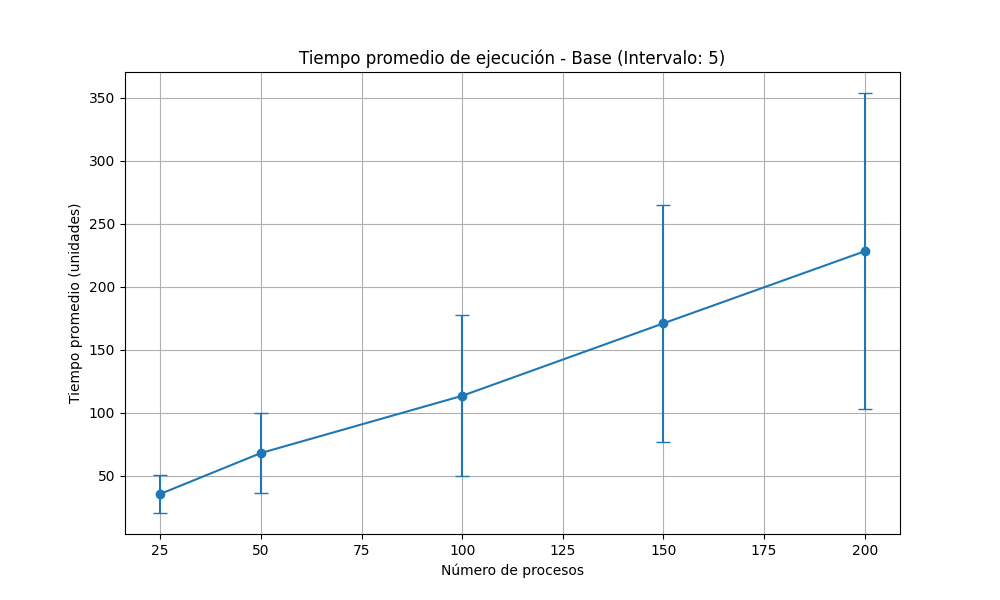 Tiempo promedio de ejecución - Base (Intervalo: 5)
350
300
250
200
150
100
50
Tiempo promedio (unidades)
25 50 75 100 125 150 175 200
Número de procesos